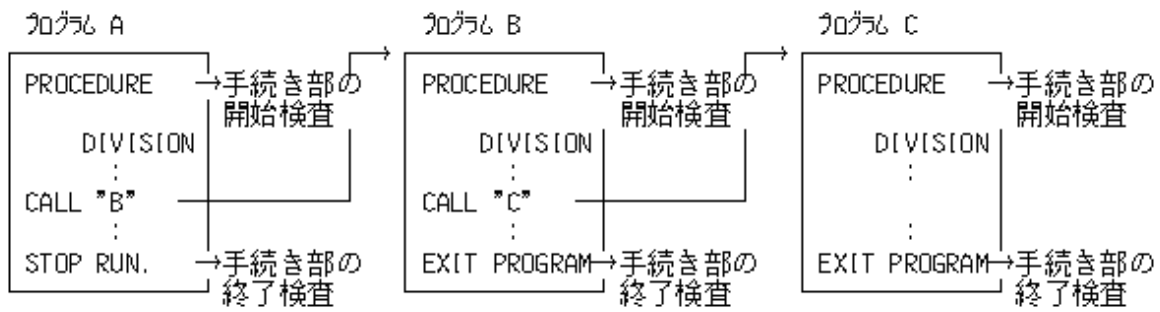 プログラム A
PROCEDURE
DIVISION
:
CALL "B"
:
STOP RUN.
手続き部の
開始検査
手続き部の
終了検査
プログラム B
PROCEDURE
DIVISION
:
CALL "C"
:
EXIT PROGRAM
手続き部の
開始検査
手続き部の
終了検査
プログラム C
PROCEDURE
DIVISION
:
:
EXIT PROGRAM
手続き部の
開始検査
手続き部の
終了検査